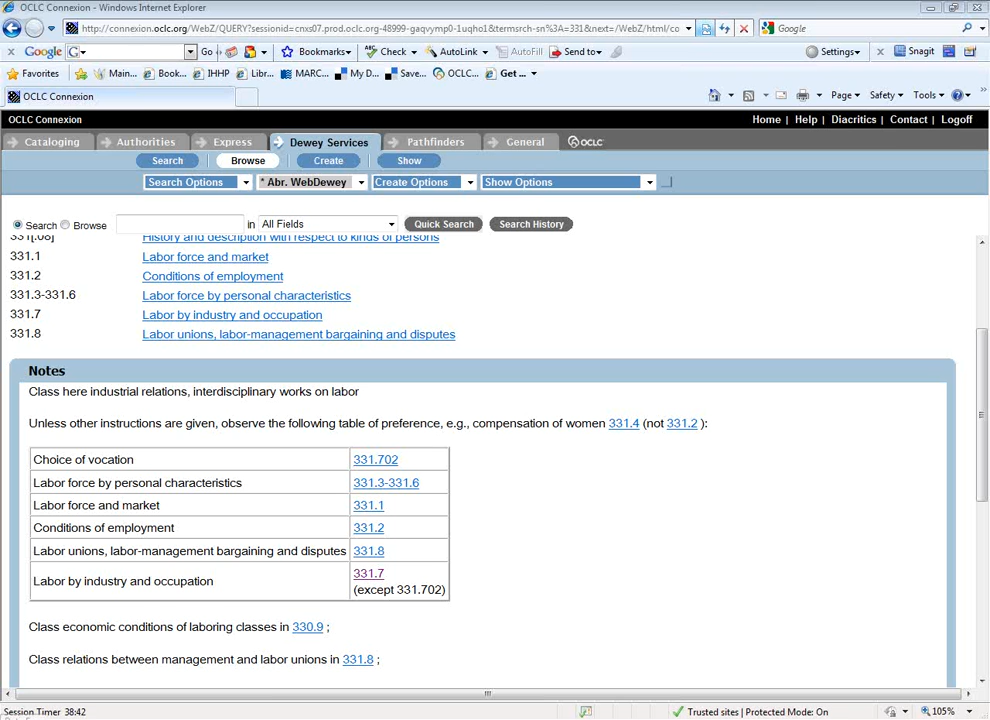 OCLC Connexion - Windows Internet Explorer
http://connexion.oclc.org/WebZ/QUERY?sessionid=cnxs07.prod.oclc.org-48999-gaqvymp0-1uqho1&termsrch-sn%3A=331&next=/WebZ/html/co
Google
Google G Go Bookmarks Check AutoLink AutoFill Send to Settings Snagit
Favorites Main... Book... IHHP Libr... MARC... My D... Save... OCLC... Get ...
OCLC Connexion Page Safety Tools
OCLC Connexion Home | Help | Diacritics | Contact | Logoff
Cataloging Authorities Express Dewey Services Pathfinders General OCLC
Search Browse Create Show
Search Options * Abr. WebDewey Create Options Show Options
Search Browse in All Fields Quick Search Search History
331[.08] History and description with respect to kinds of persons
331.1 Labor force and market
331.2 Conditions of employment
331.3-331.6 Labor force by personal characteristics
331.7 Labor by industry and occupation
331.8 Labor unions, labor-management bargaining and disputes
Notes
Class here industrial relations, interdisciplinary works on labor
Unless other instructions are given, observe the following table of preference, e.g., compensation of women 331.4 (not 331.2 ):
Choice of vocation 331.702
Labor force by personal characteristics 331.3-331.6
Labor force and market 331.1
Conditions of employment 331.2
Labor unions, labor-management bargaining and disputes 331.8
Labor by industry and occupation 331.7
(except 331.702)
Class economic conditions of laboring classes in 330.9 ;
Class relations between management and labor unions in 331.8 ;
Session Timer 38:42 Trusted sites | Protected Mode: On 105%